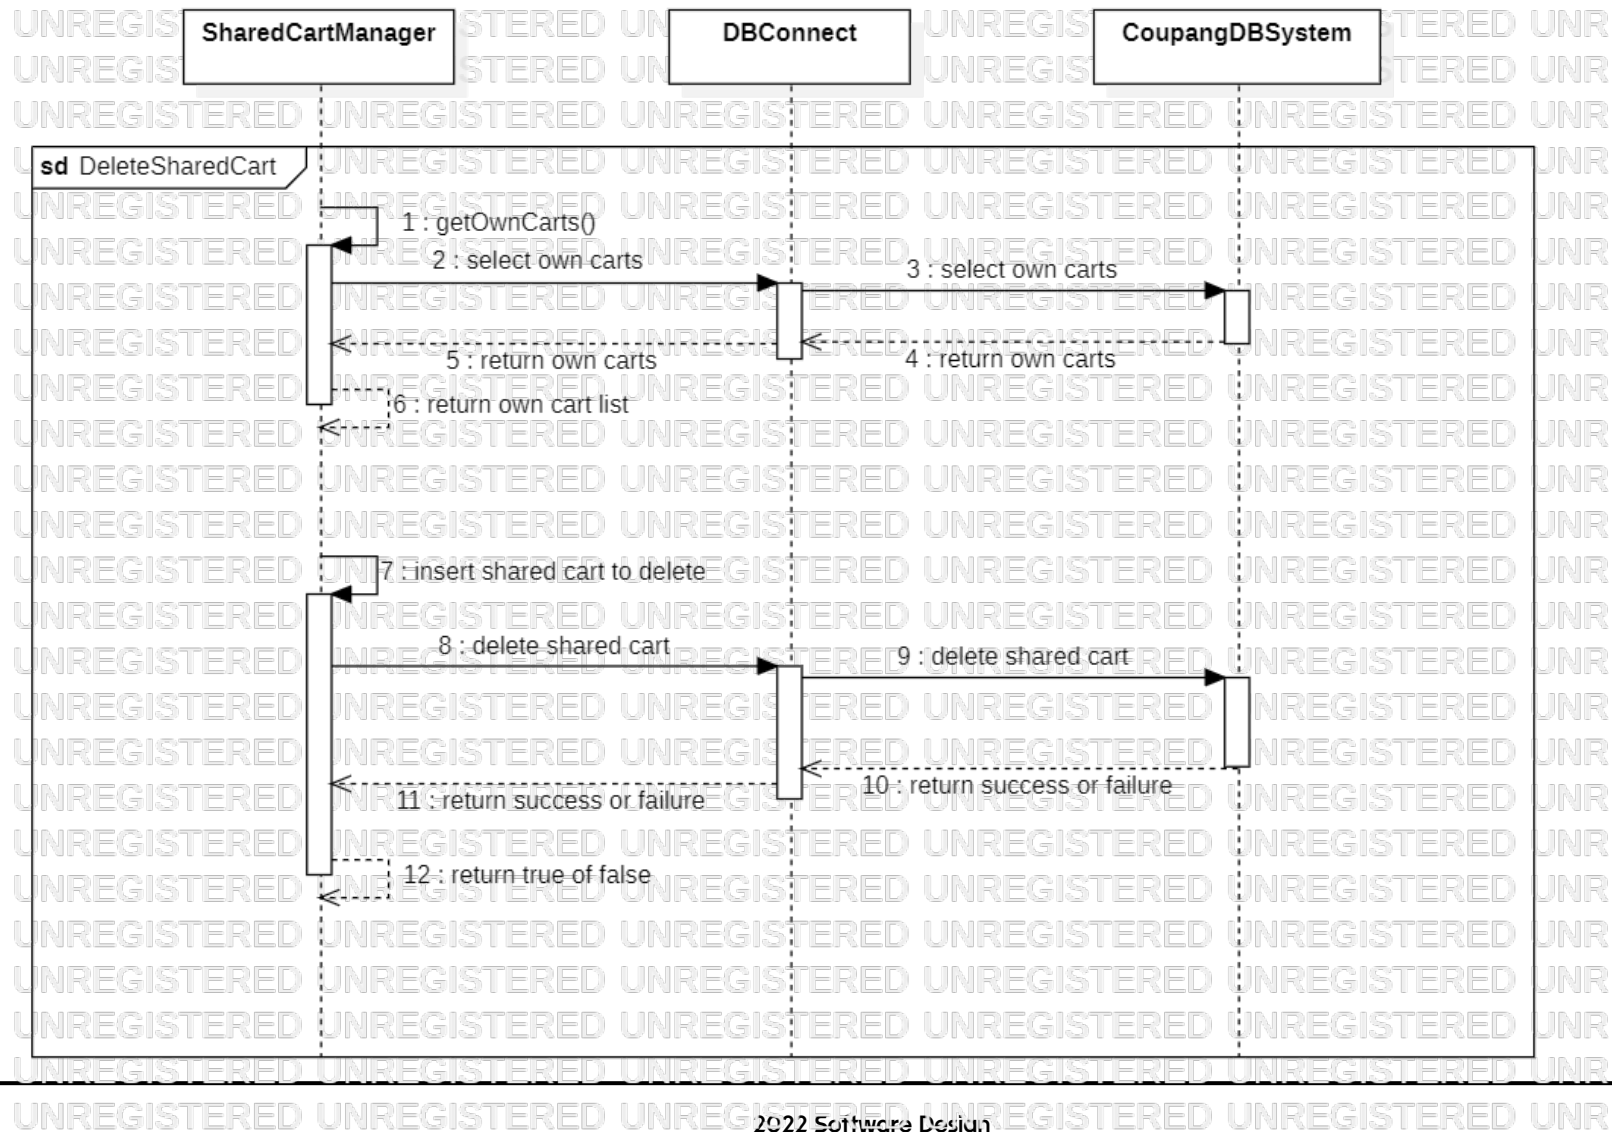 SharedCartManager
DBConnect
CoupangDBSystem
sd DeleteSharedCart
1 : getOwnCarts()
2 : select own carts
3 : select own carts
4 : return own carts
5 : return own carts
6 : return own cart list
7 : insert shared cart to delete
8 : delete shared cart
9 : delete shared cart
10 : return success or failure
11 : return success or failure
12 : return true of false
UNREGISTERED
2022 Software Design